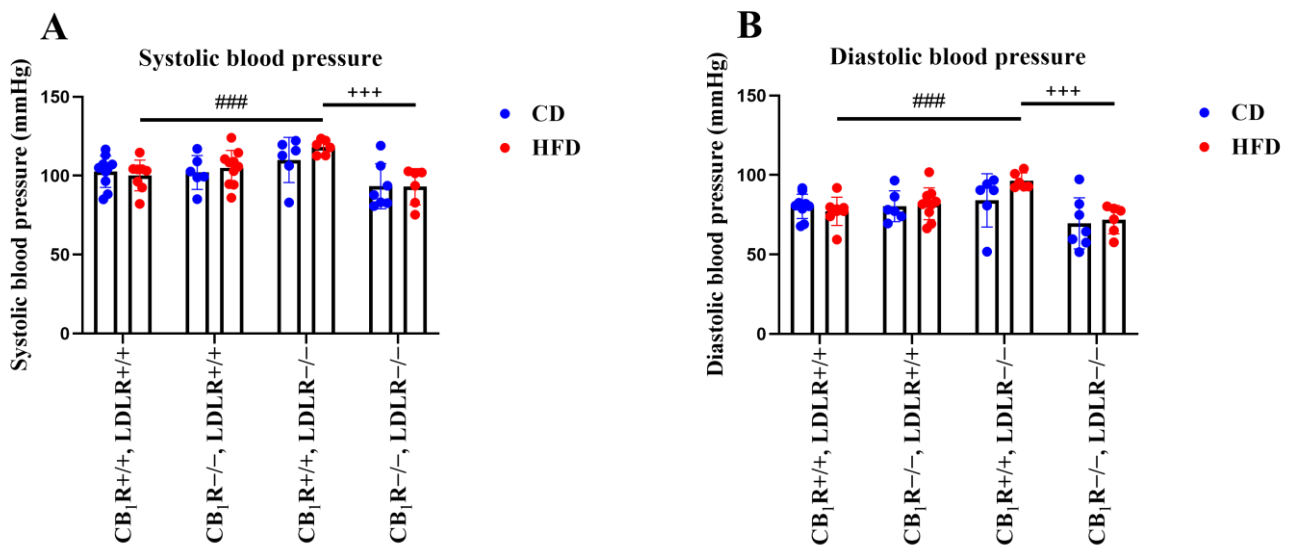 A
Systolic blood pressure
Systolic blood pressure (mmHg)
150
100
50
0
###
+++
CD
HFD
CB₁R+/+, LDLR+/+
CB₁R−/−, LDLR+/+
CB₁R+/+, LDLR−/−
CB₁R−/−, LDLR−/−
B
Diastolic blood pressure
Diastolic blood pressure (mmHg)
150
100
50
0
###
+++
CD
HFD
CB₁R+/+, LDLR+/+
CB₁R−/−, LDLR+/+
CB₁R+/+, LDLR−/−
CB₁R−/−, LDLR−/−